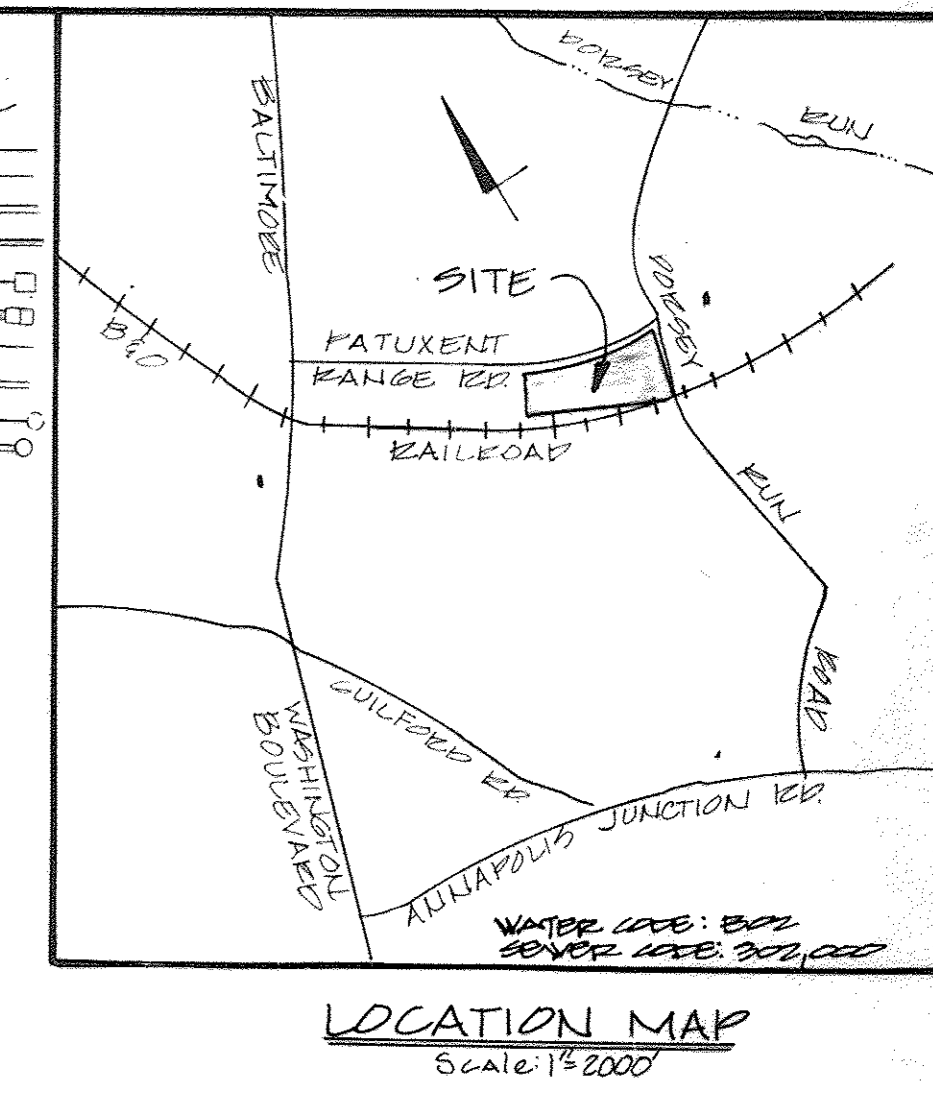 DORSEY
RUN
BALTIMORE
SITE
DORSEY
B&O
PATUXENT
RANGE RD.
RAILROAD
RUN
ROAD
GUILFORD RD.
WASHINGTON
BOULEVARD
JUNCTION RD.
ANNAPOLIS
WATER CODE: B02
SEWER CODE: 302,000
LOCATION MAP
Scale: 1"=2000'